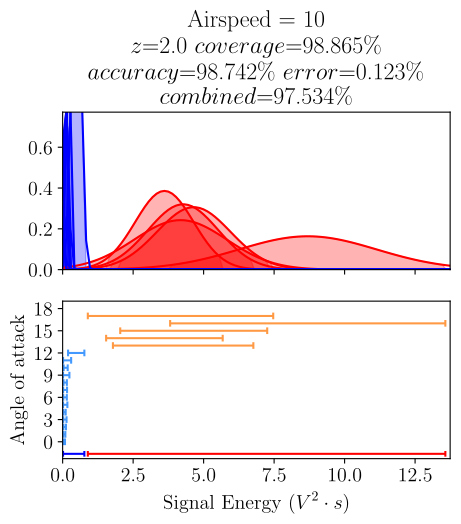 Airspeed = 10
z=2.0 coverage=98.865%
accuracy=98.742% error=0.123%
combined=97.534%
0.6
0.4
0.2
0.0
18
15
12
9
6
3
0
Angle of attack
0.0 2.5 5.0 7.5 10.0 12.5
Signal Energy (V² · s)